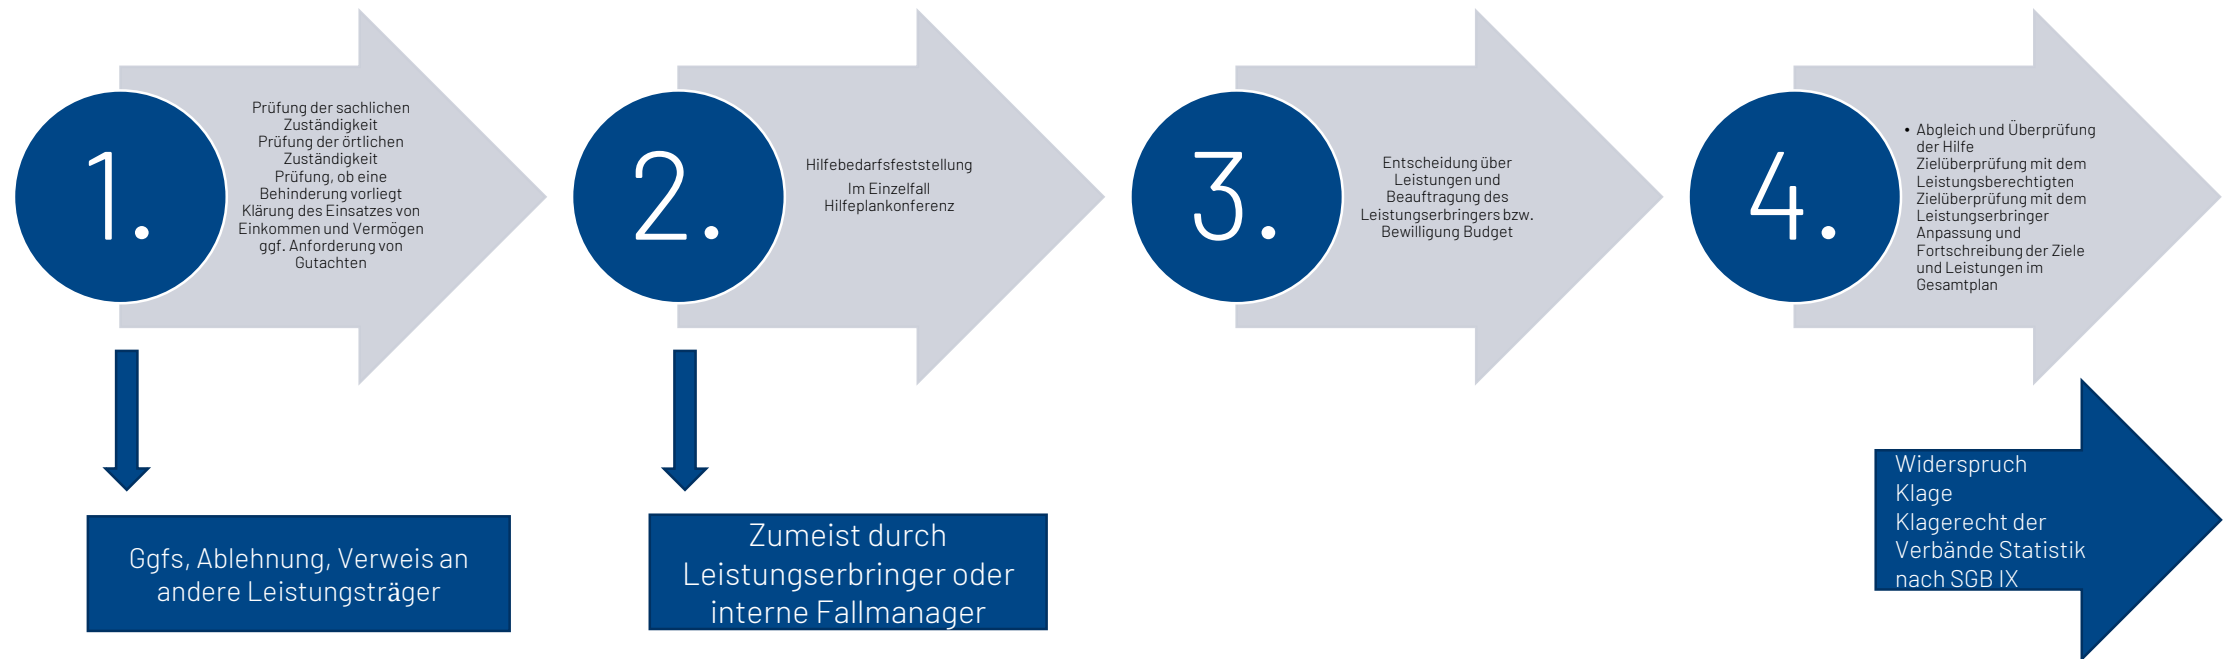 1.
Prüfung der sachlichen
Zuständigkeit
Prüfung der örtlichen
Zuständigkeit
Prüfung, ob eine
Behinderung vorliegt
Klärung des Einsatzes von
Einkommen und Vermögen
ggf. Anforderung von
Gutachten
2.
Hilfebedarfsfeststellung
Im Einzelfall
Hilfeplankonferenz
3.
Entscheidung über
Leistungen und
Beauftragung des
Leistungserbringers bzw.
Bewilligung Budget
4.
• Abgleich und Überprüfung
der Hilfe
Zielüberprüfung mit dem
Leistungsberechtigten
Zielüberprüfung mit dem
Leistungserbringer
Anpassung und
Fortschreibung der Ziele
und Leistungen im
Gesamtplan
Ggfs, Ablehnung, Verweis an
andere Leistungsträger
Zumeist durch
Leistungserbringer oder
interne Fallmanager
Widerspruch
Klage
Klagerecht der
Verbände Statistik
nach SGB IX